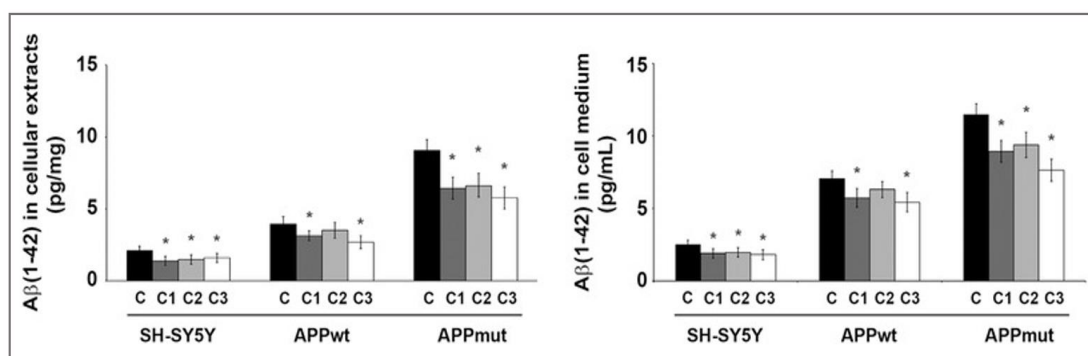 Aβ(1-42) in cellular extracts
(pg/mg)
15
10
5
0
* * * * * * * *
C C1 C2 C3 C C1 C2 C3 C C1 C2 C3
SH-SY5Y APPwt APPmut
Aβ(1-42) in cell medium
(pg/mL)
15
10
5
0
* * * * * * * *
C C1 C2 C3 C C1 C2 C3 C C1 C2 C3
SH-SY5Y APPwt APPmut